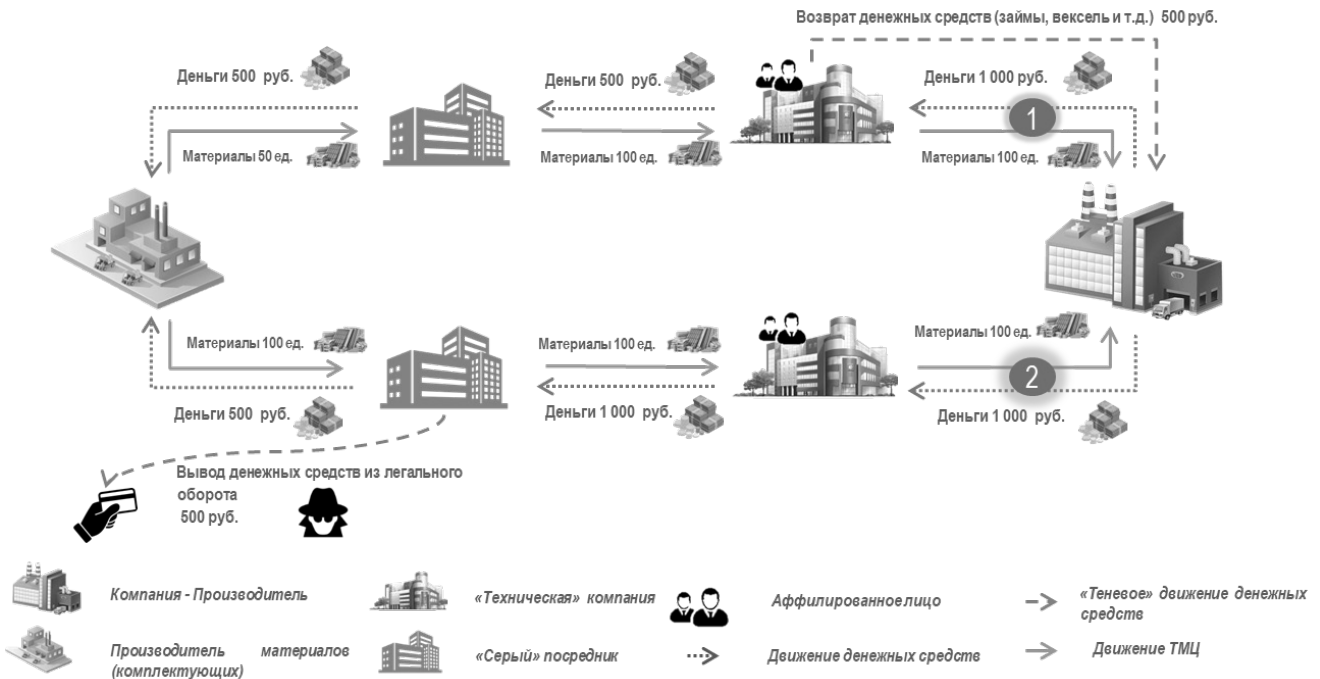 Возврат денежных средств (займы, вексель и т.д.) 500 руб.
Деньги 500 руб.
Деньги 500 руб.
Деньги 1 000 руб.
1
Материалы 50 ед.
Материалы 100 ед.
Материалы 100 ед.
Материалы 100 ед.
Материалы 100 ед.
Материалы 100 ед.
2
Деньги 500 руб.
Деньги 1 000 руб.
Деньги 1 000 руб.
Вывод денежных средств из легального
оборота
500 руб.
Компания - Производитель
«Техническая» компания
Аффилированное лицо
«Теневое» движение денежных
средств
Производитель материалов
(комплектующих)
«Серый» посредник
Движение денежных средств
Движение ТМЦ